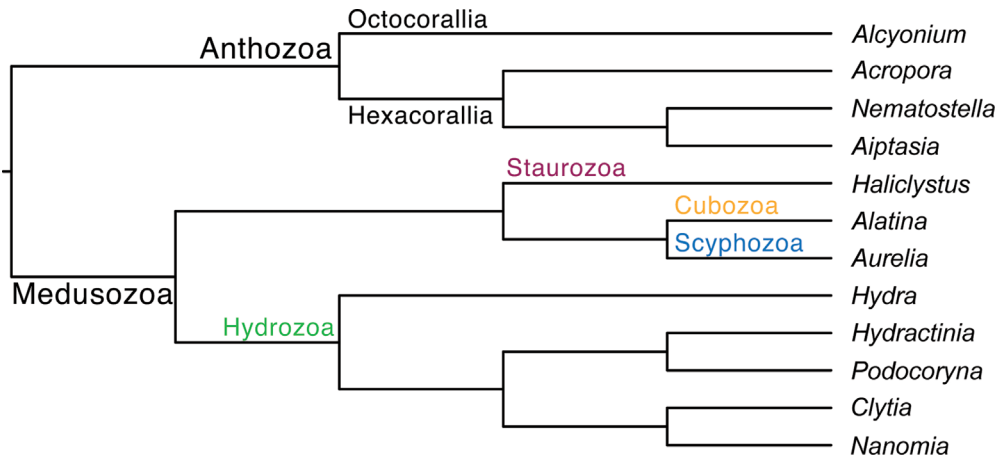 Octocorallia
Anthozoa
Alcyonium
Acropora
Hexacorallia
Nematostella
Aiptasia
Staurozoa
Haliclystus
Cubozoa
Alatina
Scyphozoa
Aurelia
Medusozoa
Hydra
Hydrozoa
Hydractinia
Podocoryna
Clytia
Nanomia